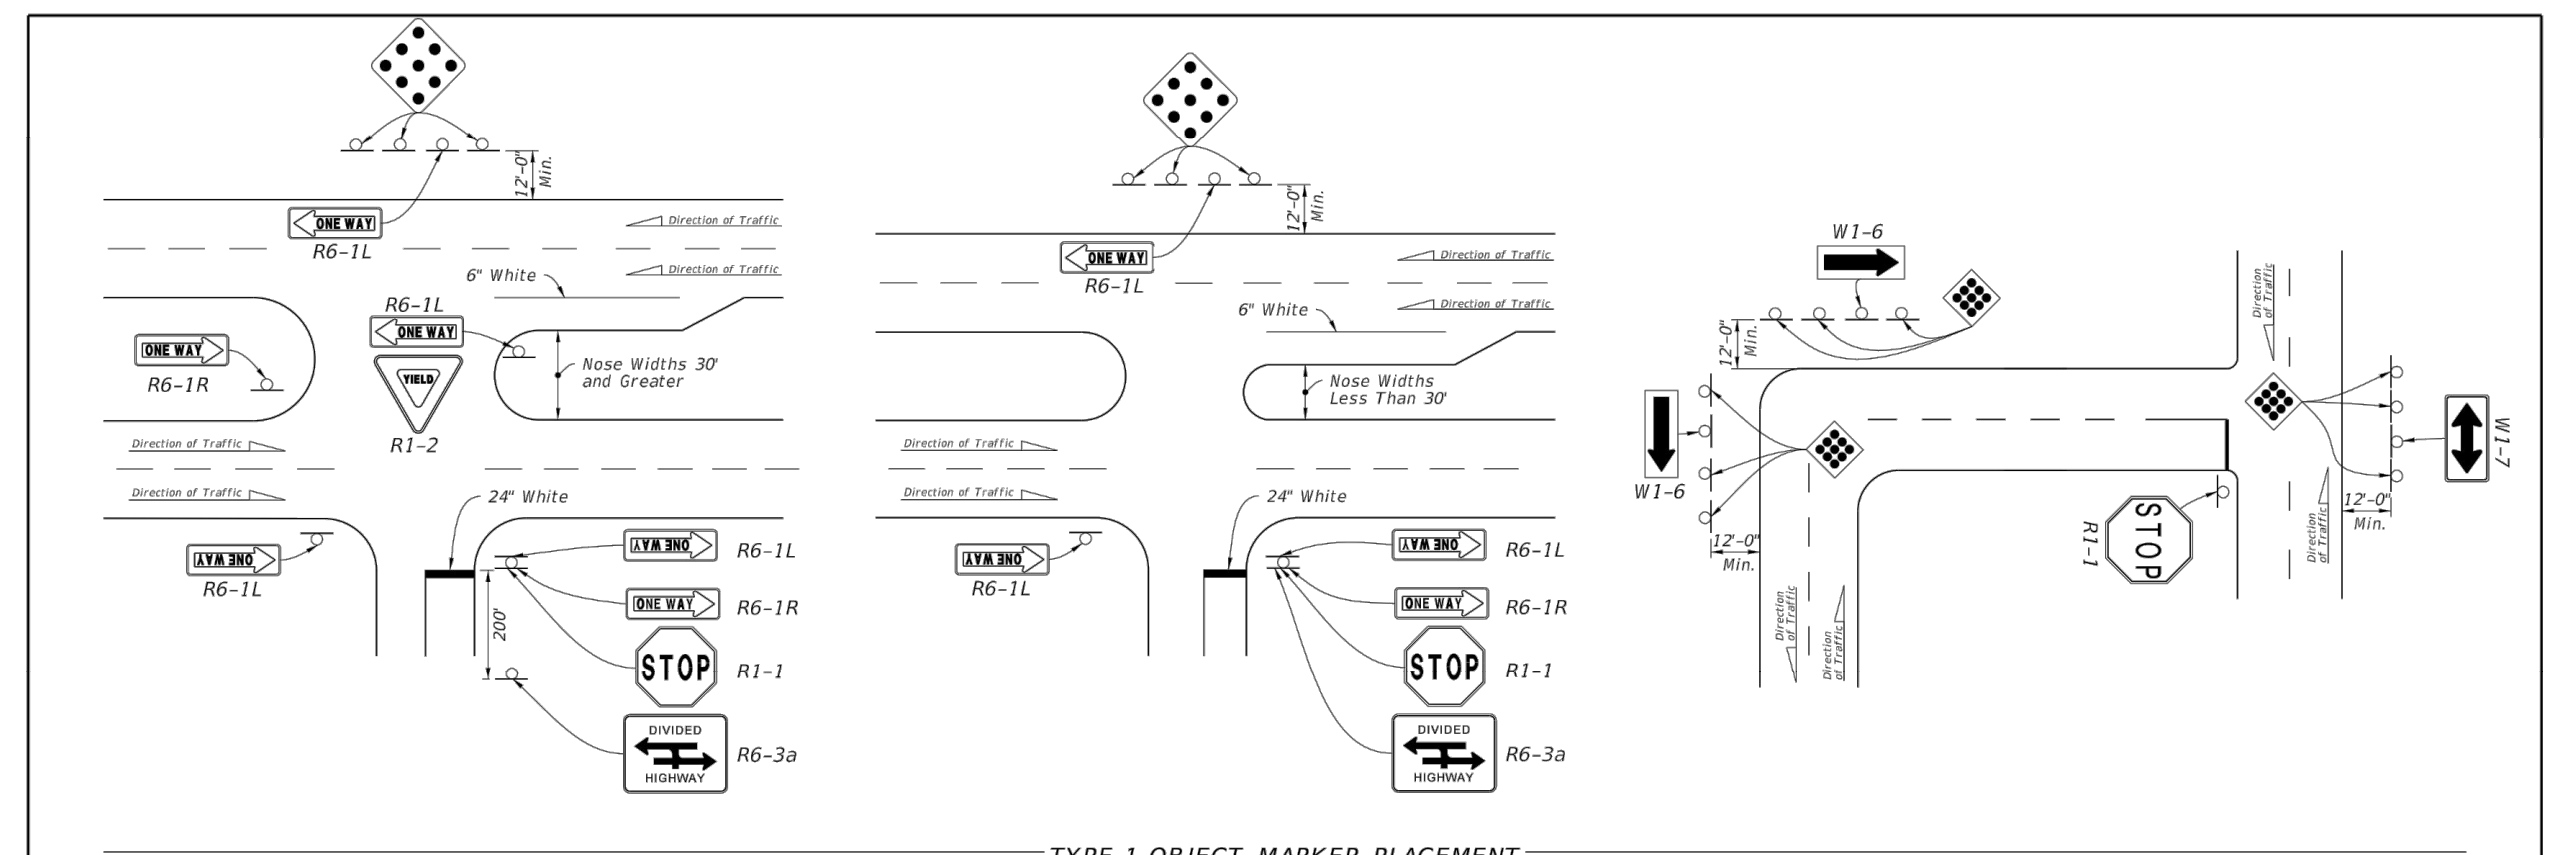 12'-0"
Min.
ONE WAY
R6-1L
Direction of Traffic
Direction of Traffic
6" White
R6-1L
ONE WAY
ONE WAY
R6-1R
YIELD
R1-2
Nose Widths 30'
and Greater
Direction of Traffic
Direction of Traffic
24" White
ONE WAY
R6-1L
ONE WAY
R6-1L
ONE WAY
R6-1R
200'
STOP
R1-1
DIVIDED
HIGHWAY
R6-3a
12'-0"
Min.
ONE WAY
R6-1L
Direction of Traffic
Direction of Traffic
6" White
Nose Widths
Less Than 30'
Direction of Traffic
Direction of Traffic
24" White
ONE WAY
R6-1L
ONE WAY
R6-1L
ONE WAY
R6-1R
STOP
R1-1
DIVIDED
HIGHWAY
R6-3a
W1-6
12'-0"
Min.
W1-6
12'-0"
Min.
Direction
of Traffic
Direction
of Traffic
Direction
of Traffic
STOP
R1-1
Direction
of Traffic
12'-0"
Min.
W1-7
TYPE 1 OBJECT MARKER PLACEMENT